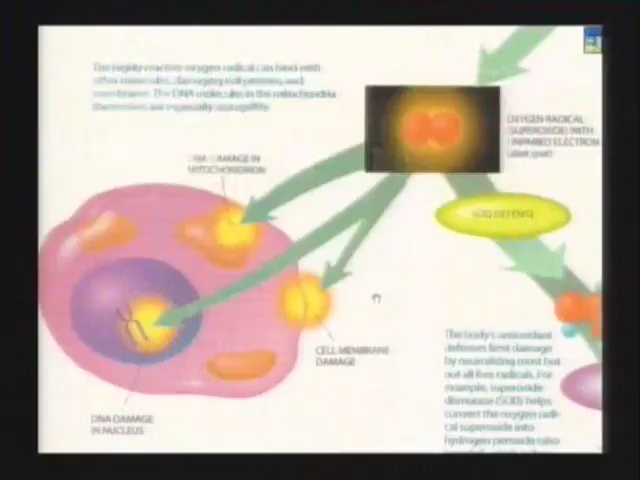 The highly reactive oxygen radical can bind with
other molecules, damaging cell proteins and
membranes. The DNA molecules in the mitochondria
themselves are especially susceptible
OXYGEN RADICAL
(SUPEROXIDE) WITH
UNPAIRED ELECTRON
DNA DAMAGE IN
MITOCHONDRION
SOD DEFENSE
CELL MEMBRANE
DAMAGE
The body's antioxidant
defenses limit damage
by neutralizing most but
not all free radicals. For
example, superoxide
dismutase (SOD) helps
convert the oxygen radi-
cal superoxide into
hydrogen peroxide
DNA DAMAGE
IN NUCLEUS